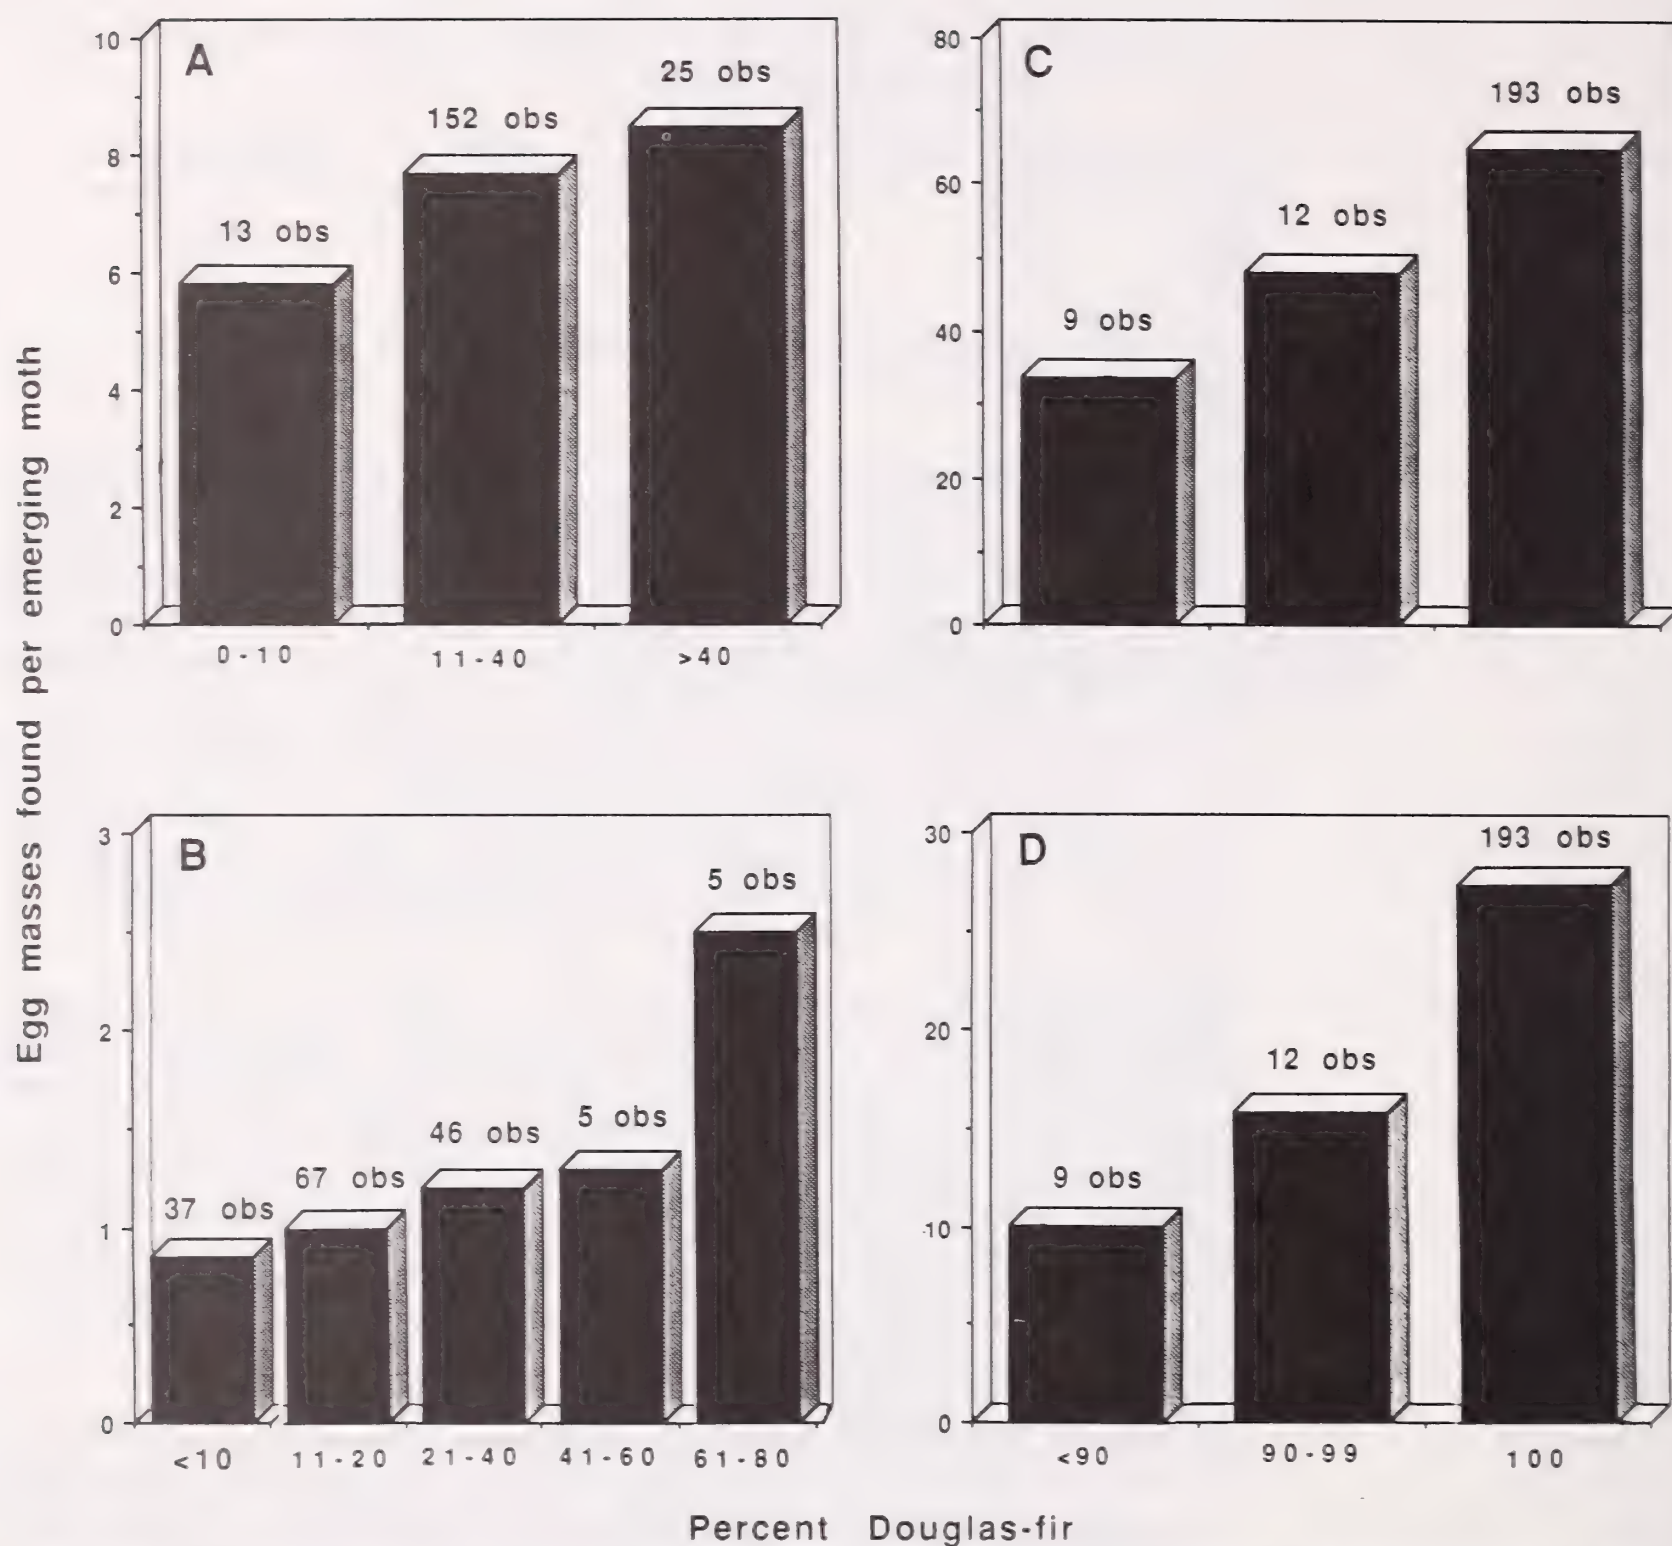 Egg masses found per emerging moth
A
10
8
6
4
2
0
13 obs
152 obs
25 obs
0-10
11-40
>40
C
80
60
40
20
0
9 obs
12 obs
193 obs
B
3
2
1
0
37 obs
67 obs
46 obs
5 obs
5 obs
<10
11-20
21-40
41-60
61-80
D
30
20
10
0
9 obs
12 obs
193 obs
<90
90-99
100
Percent Douglas-fir